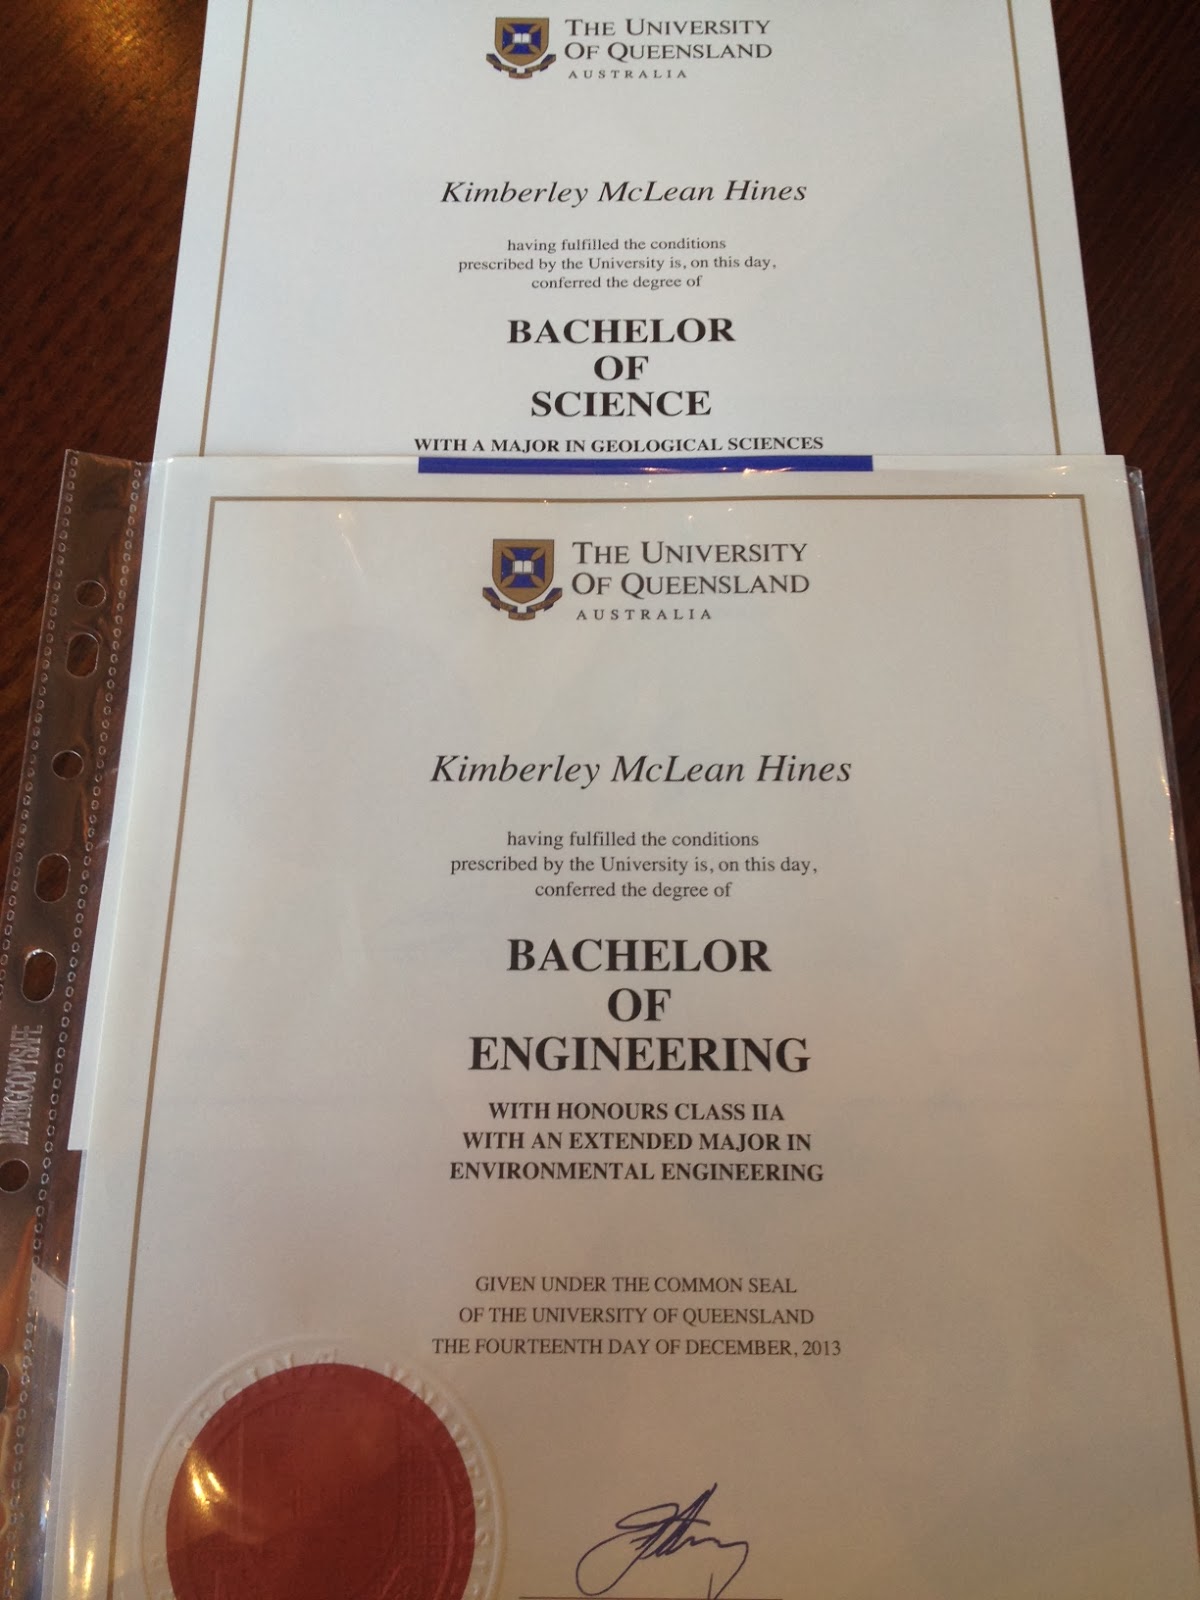 THE UNIVERSITY
OF QUEENSLAND
AUSTRALIA
Kimberley McLean Hines
having fulfilled the conditions
prescribed by the University is, on this day,
conferred the degree of
BACHELOR
OF
SCIENCE
WITH A MAJOR IN GEOLOGICAL SCIENCES
THE UNIVERSITY
OF QUEENSLAND
AUSTRALIA
Kimberley McLean Hines
having fulfilled the conditions
prescribed by the University is, on this day,
conferred the degree of
BACHELOR
OF
ENGINEERING
WITH HONOURS CLASS IIA
WITH AN EXTENDED MAJOR IN
ENVIRONMENTAL ENGINEERING
GIVEN UNDER THE COMMON SEAL
OF THE UNIVERSITY OF QUEENSLAND
THE FOURTEENTH DAY OF DECEMBER, 2013
MARBIG COPYSAFE